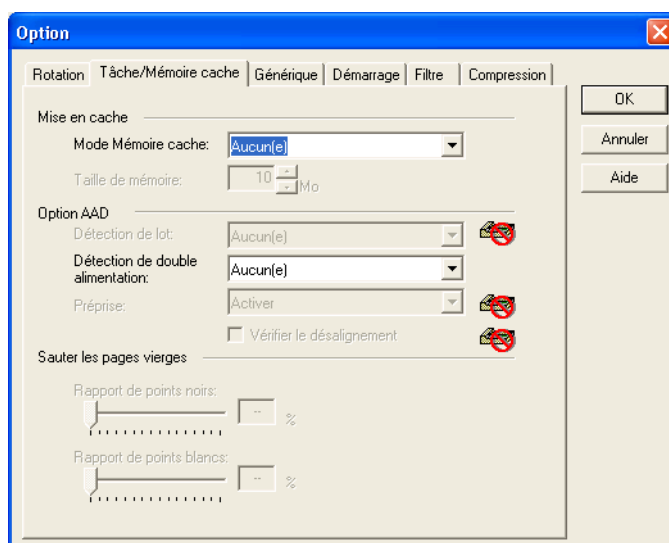 Option
Rotation Tâche/Mémoire cache Générique Démarrage Filtre Compression
OK
Annuler
Aide
Mise en cache
Mode Mémoire cache: Aucun(e)
Taille de mémoire: 10 Mo
Option AAD
Détection de lot: Aucun(e)
Détection de double
alimentation: Aucun(e)
Préprise: Activer
Vérifier le désalignement
Sauter les pages vierges
Rapport de points noirs:
-- %
Rapport de points blancs:
-- %